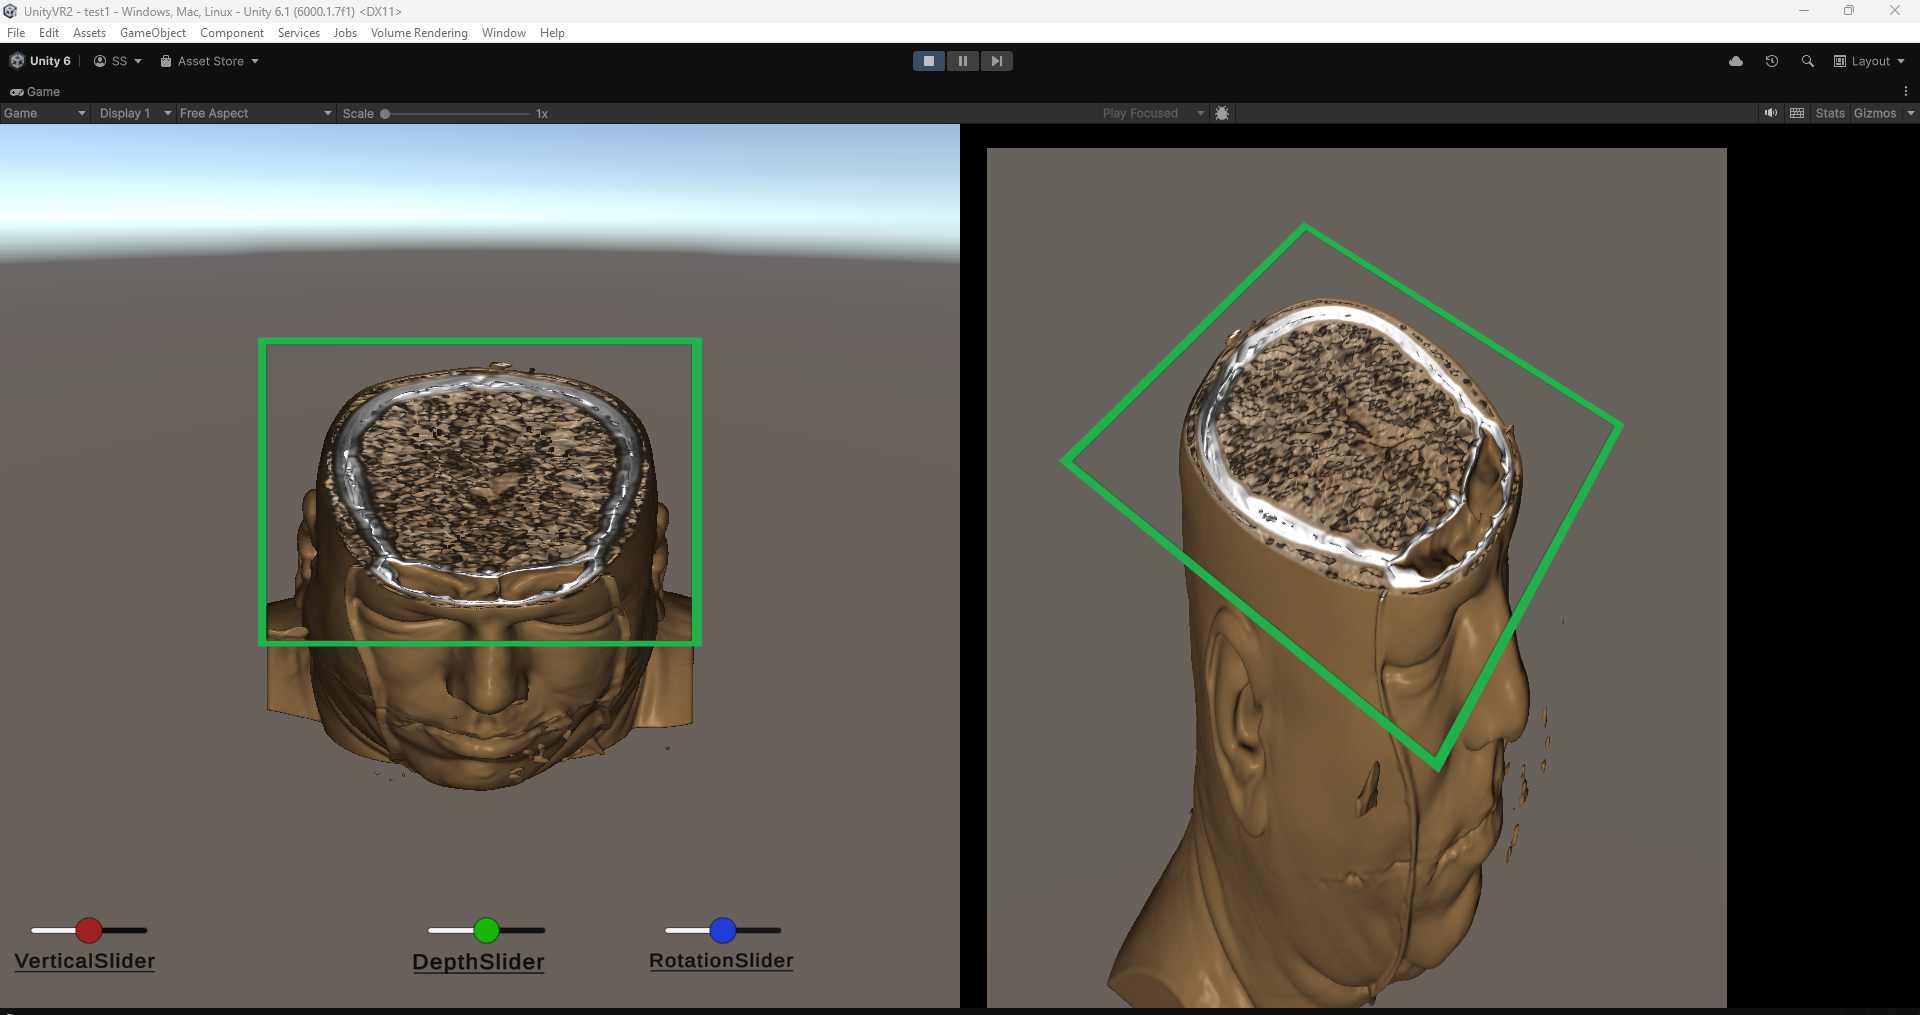 UnityVR2 - test1 - Windows, Mac, Linux - Unity 6.1 (6000.1.7f1) <DX11>
File Edit Assets GameObject Component Services Jobs Volume Rendering Window Help
Unity 6 SS Asset Store Layout
Game
Game Display 1 Free Aspect Scale 1x Play Focused Stats Gizmos
VerticalSlider DepthSlider RotationSlider